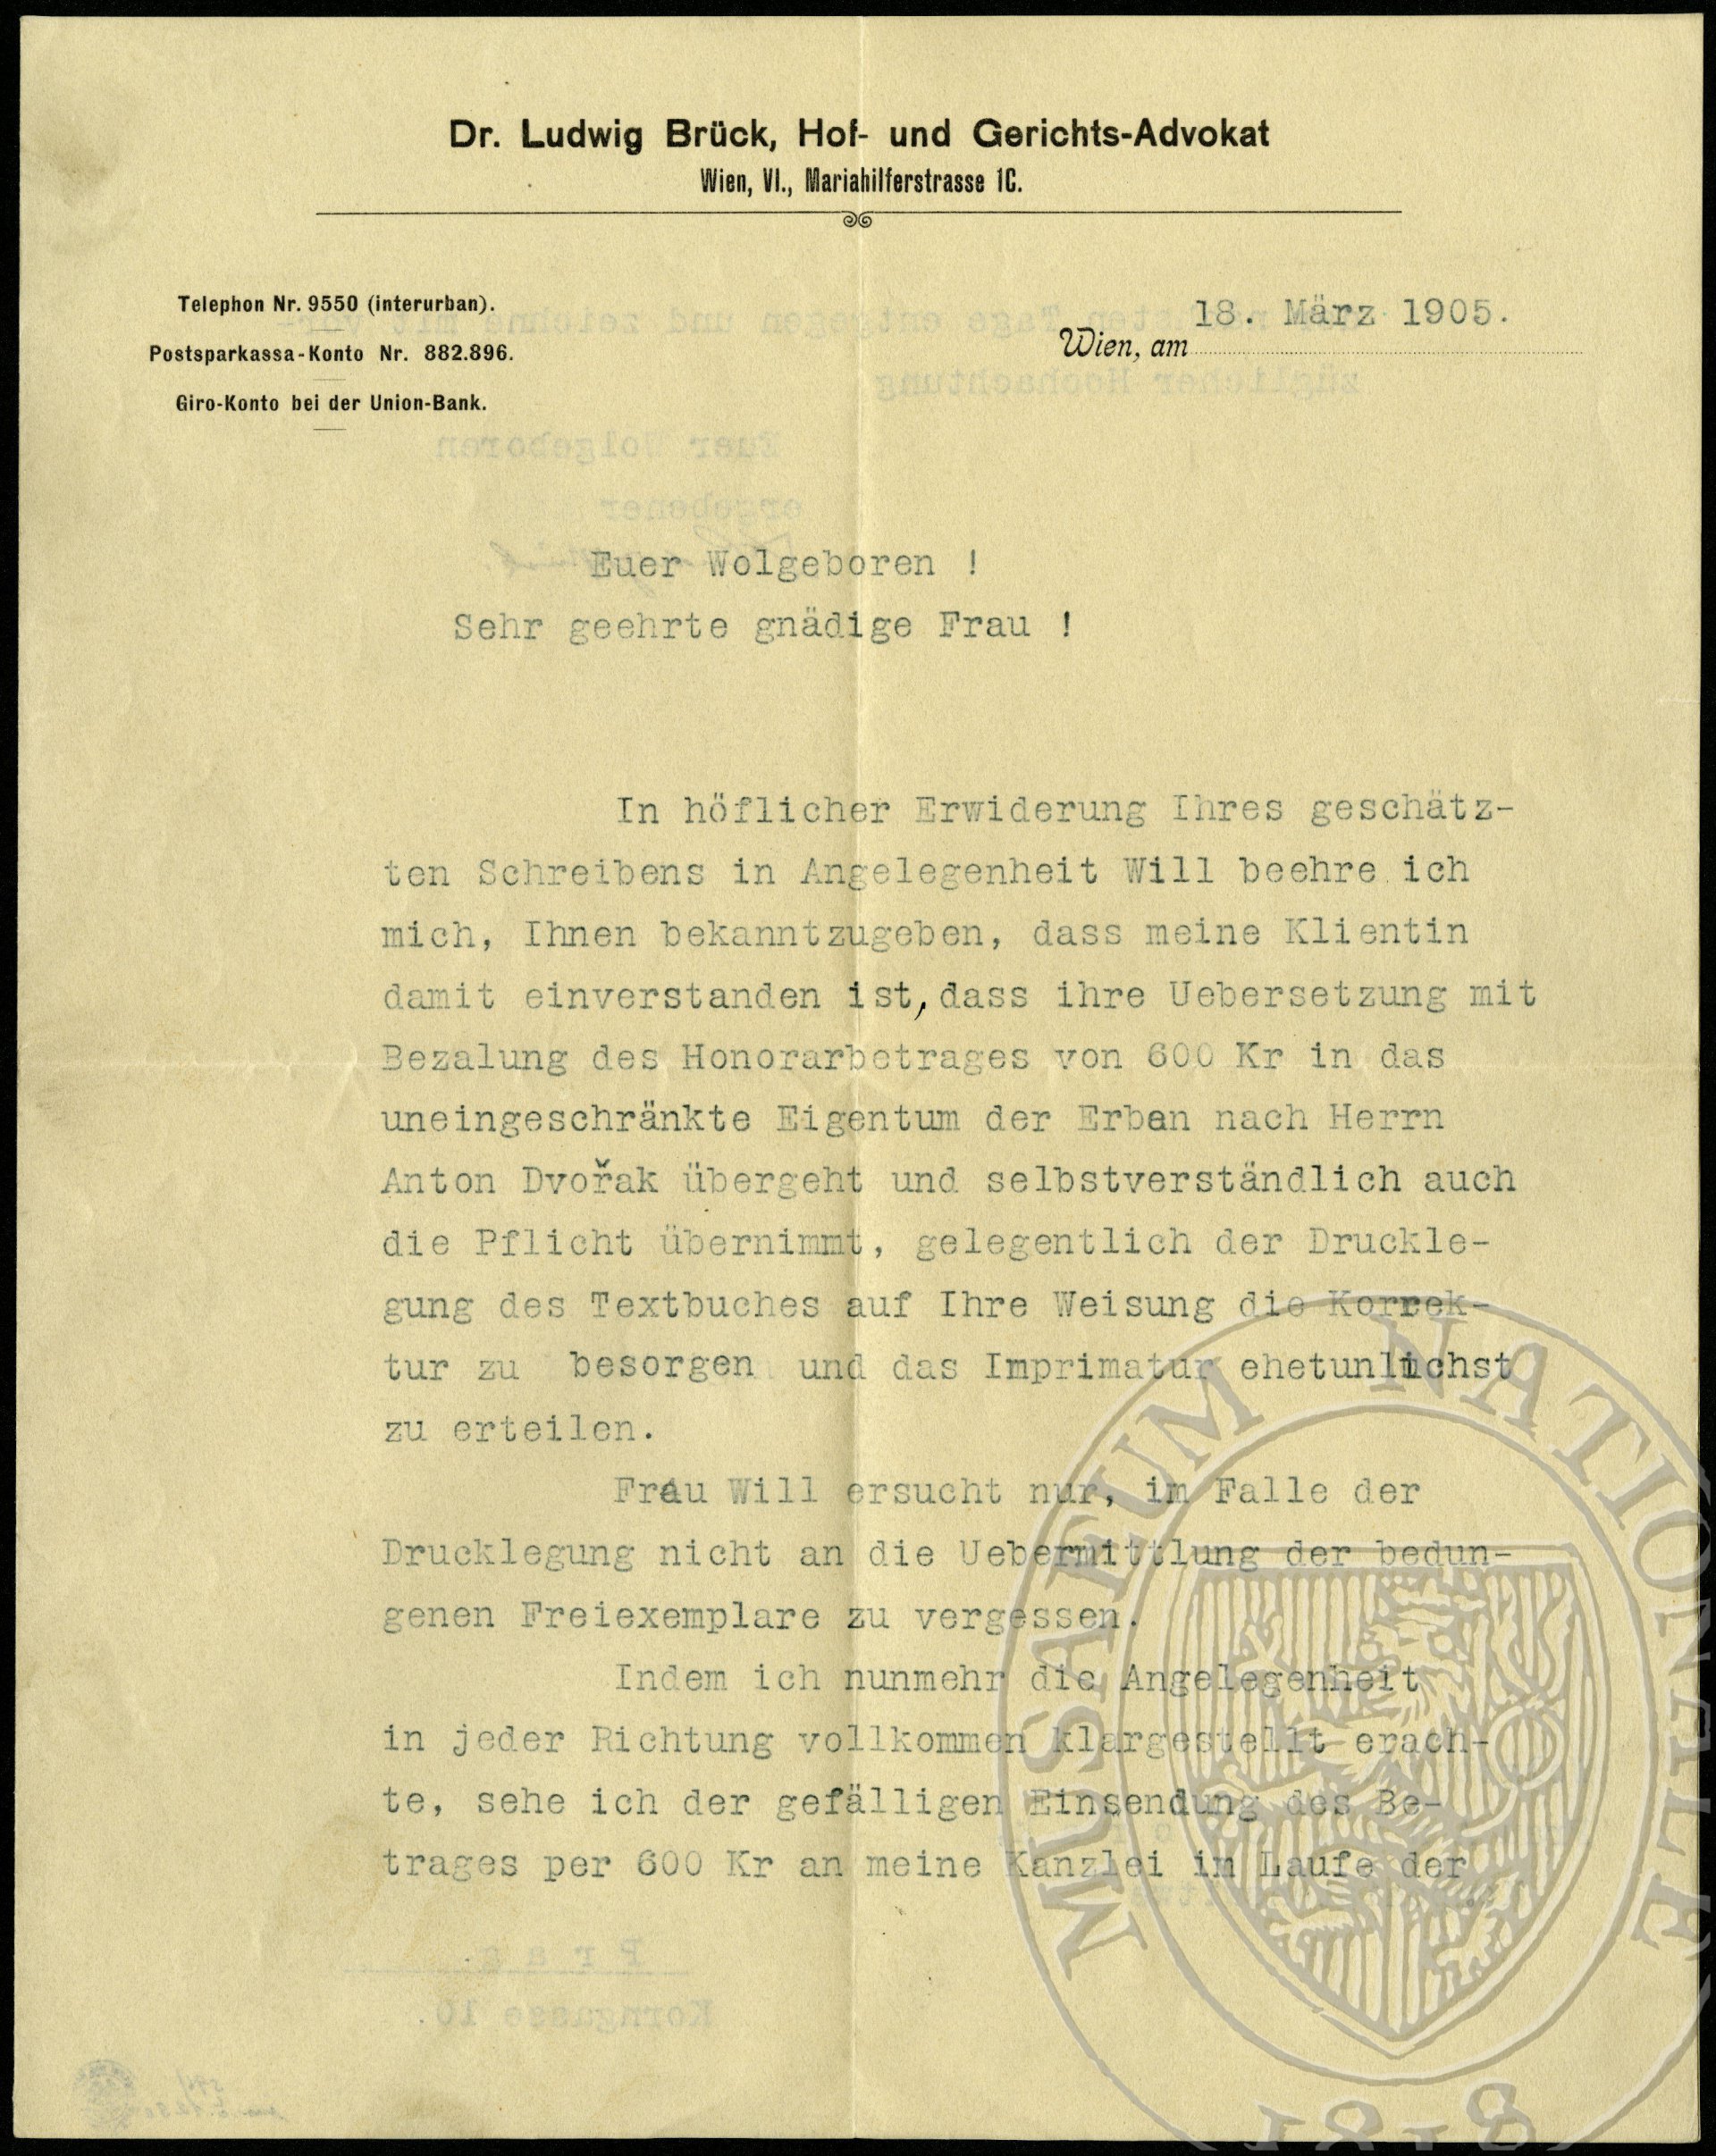 Dr. Ludwig Brück, Hof- und Gerichts-Advokat
Wien, VI., Mariahilferstrasse 1C.
Telephon Nr. 9550 (interurban).
Postsparkassa-Konto Nr. 882.896.
Giro-Konto bei der Union-Bank.
Wien, am 18. März 1905.
Euer Wolgeboren !
Sehr geehrte gnädige Frau !
In höflicher Erwiderung Ihres geschätz-
ten Schreibens in Angelegenheit Will beehre ich
mich, Ihnen bekanntzugeben, dass meine Klientin
damit einverstanden ist, dass ihre Uebersetzung mit
Bezalung des Honorarbetrages von 600 Kr in das
uneingeschränkte Eigentum der Erben nach Herrn
Anton Dvořak übergeht und selbstverständlich auch
die Pflicht übernimmt, gelegentlich der Druckle-
gung des Textbuches auf Ihre Weisung die Korrek-
tur zu besorgen und das Imprimatur ehetunlichst
zu erteilen.
Frau Will ersucht nur, im Falle der
Drucklegung nicht an die Uebermittlung der bedun-
genen Freiexemplare zu vergessen.
Indem ich nunmehr die Angelegenheit
in jeder Richtung vollkommen klargestellt erach-
te, sehe ich der gefälligen Einsendung des Be-
trages per 600 Kr an meine Kanzlei im Laufe der
Prag
Korngasse 10.
MUSAEUM NATIONALE
1818